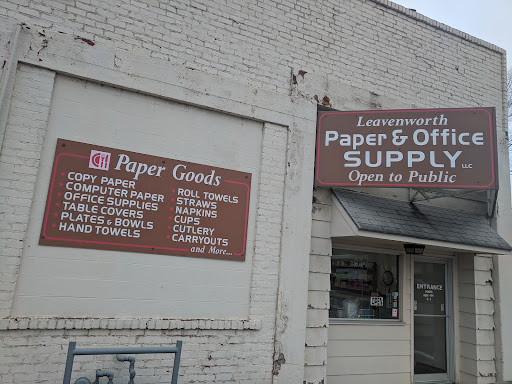 Paper Goods
COPY PAPER
COMPUTER PAPER
OFFICE SUPPLIES
TABLE COVERS
PLATES & BOWLS
HAND TOWELS
ROLL TOWELS
STRAWS
NAPKINS
CUPS
CUTLERY
CARRYOUTS
and More...
Leavenworth
Paper & Office
SUPPLY LLC
Open to Public
OPEN
ENTRANCE